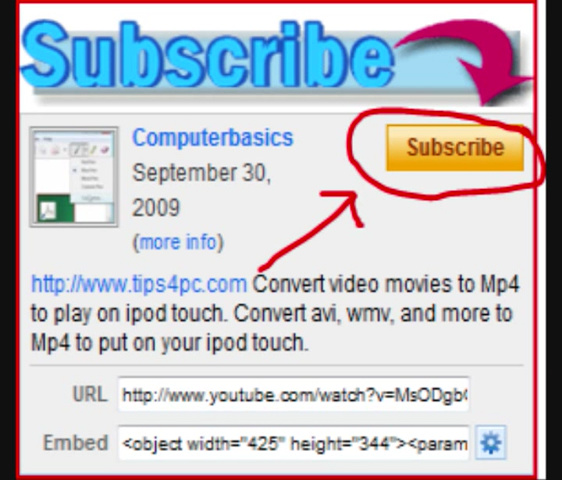 Subscribe
Computerbasics
Subscribe
September 30,
2009
(more info)
http://www.tips4pc.com Convert video movies to Mp4
to play on ipod touch. Convert avi, wmv, and more to
Mp4 to put on your ipod touch.
URL http://www.youtube.com/watch?v=MsODgb
Embed <object width="425" height="344"><param